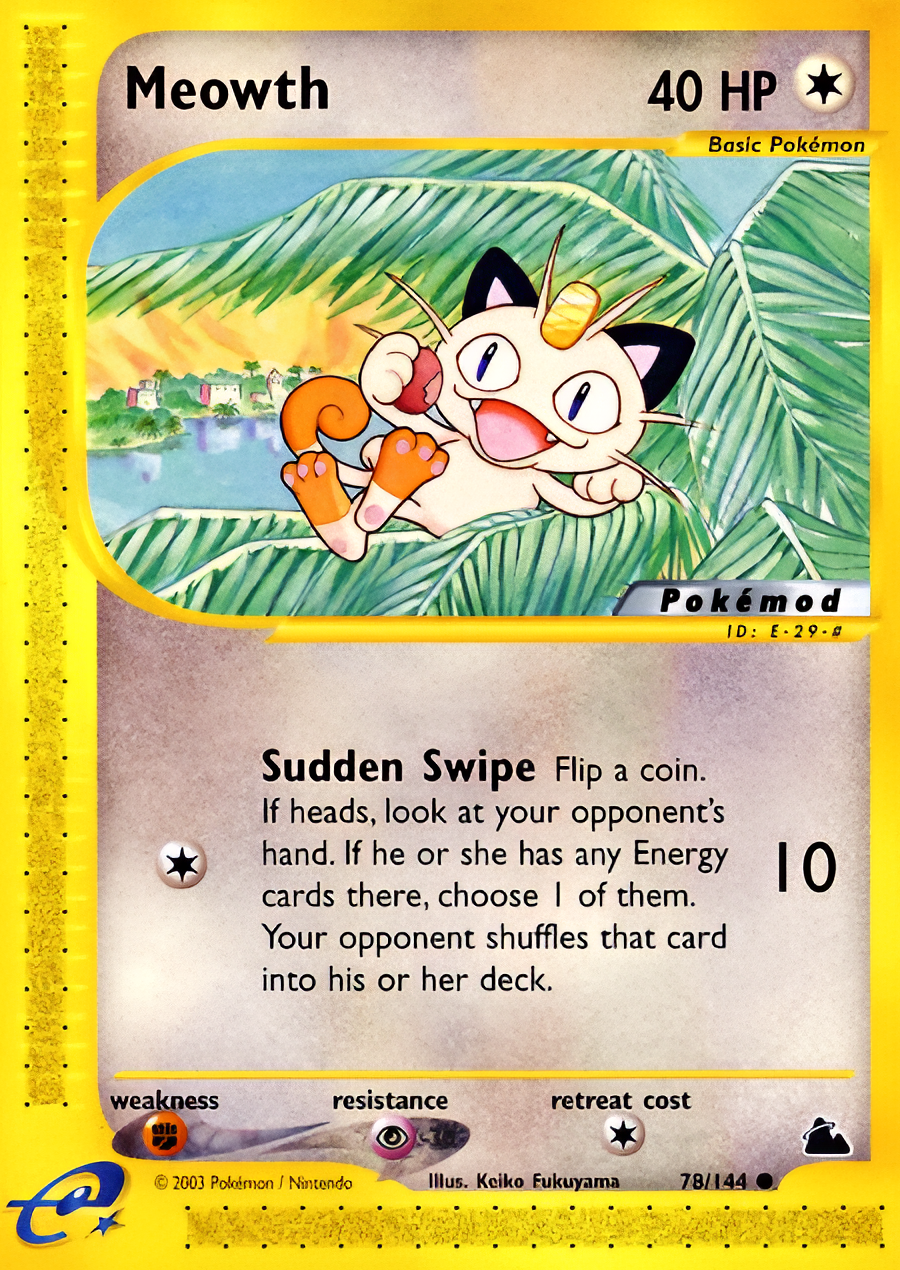 Meowth 40 HP
Basic Pokémon
Pokémod
ID: E-29-#
Sudden Swipe Flip a coin.
If heads, look at your opponent's
hand. If he or she has any Energy
cards there, choose 1 of them.
Your opponent shuffles that card
into his or her deck.
10
weakness resistance retreat cost
-30
© 2003 Pokémon / Nintendo Illus. Keiko Fukuyama 78/144